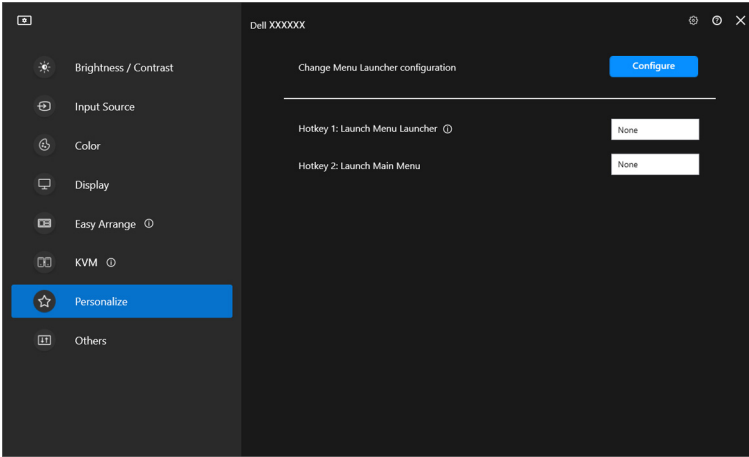 Dell XXXXXX
Brightness / Contrast
Input Source
Color
Display
Easy Arrange
KVM
Personalize
Others
Change Menu Launcher configuration
Configure
Hotkey 1: Launch Menu Launcher
None
Hotkey 2: Launch Main Menu
None